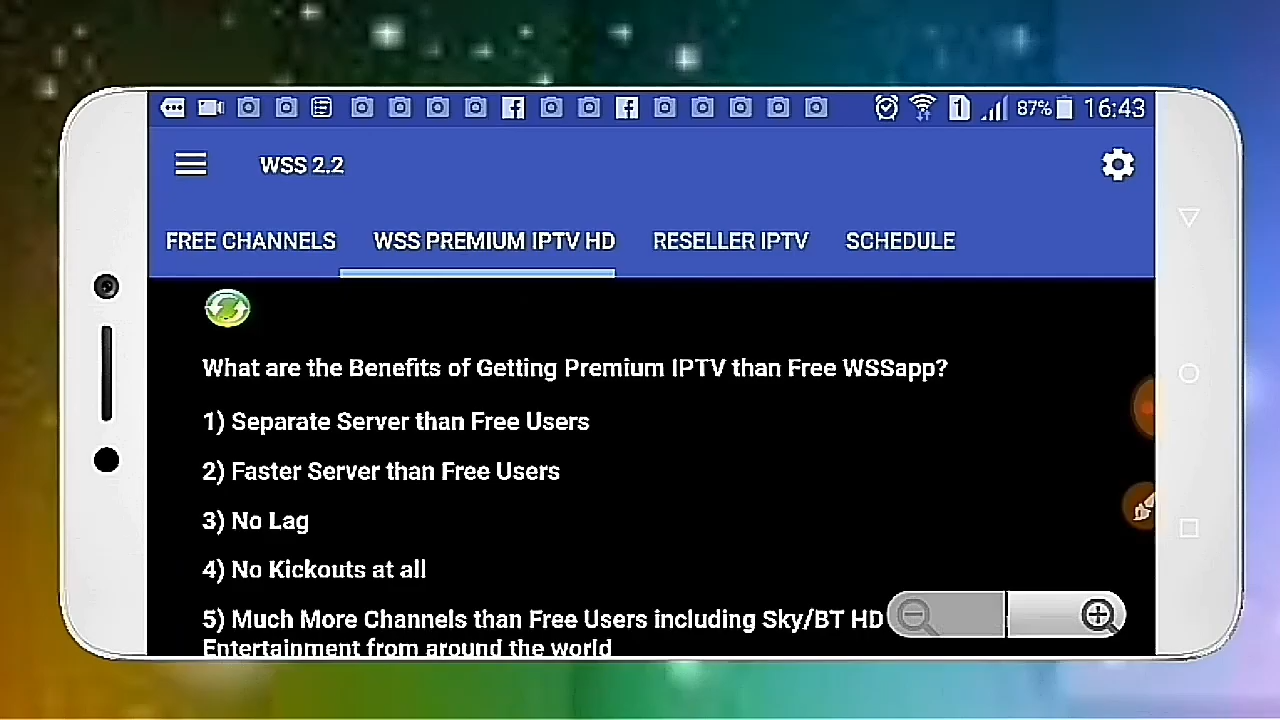 87% 16:43
WSS 2.2
FREE CHANNELS WSS PREMIUM IPTV HD RESELLER IPTV SCHEDULE
What are the Benefits of Getting Premium IPTV than Free WSSapp?
1) Separate Server than Free Users
2) Faster Server than Free Users
3) No Lag
4) No Kickouts at all
5) Much More Channels than Free Users including Sky/BT HD
Entertainment from around the world